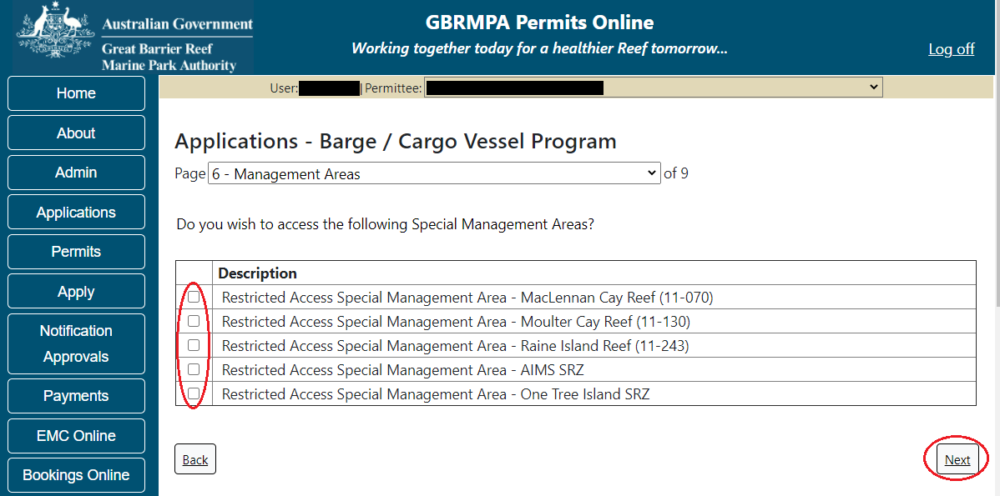 Australian Government
Great Barrier Reef
Marine Park Authority
GBRMPA Permits Online
Working together today for a healthier Reef tomorrow...
Log off
Home
About
Admin
Applications
Permits
Apply
Notification
Approvals
Payments
EMC Online
Bookings Online
User: | Permittee:
Applications - Barge / Cargo Vessel Program
Page 6 - Management Areas of 9
Do you wish to access the following Special Management Areas?
Description
Restricted Access Special Management Area - MacLennan Cay Reef (11-070)
Restricted Access Special Management Area - Moulter Cay Reef (11-130)
Restricted Access Special Management Area - Raine Island Reef (11-243)
Restricted Access Special Management Area - AIMS SRZ
Restricted Access Special Management Area - One Tree Island SRZ
Back
Next